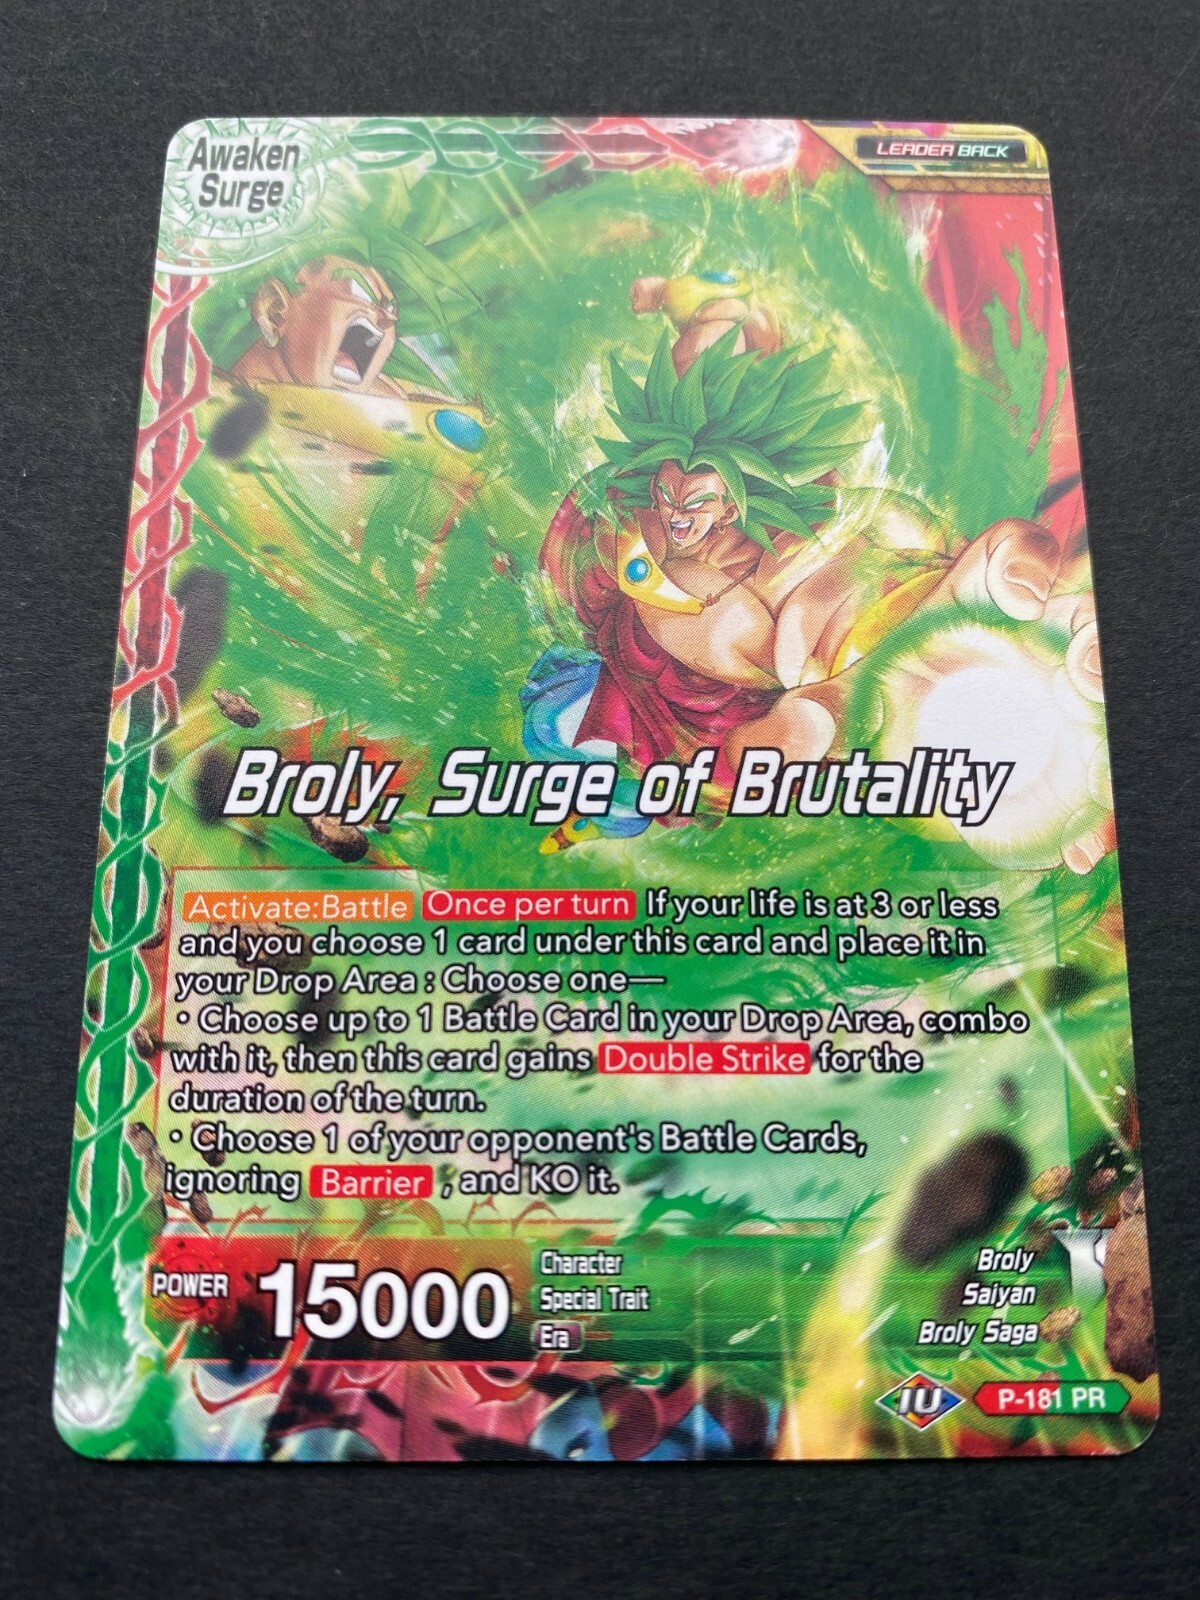 Awaken
Surge
LEADER BACK
Broly, Surge of Brutality
Activate:Battle Once per turn If your life is at 3 or less
and you choose 1 card under this card and place it in
your Drop Area : Choose one—
• Choose up to 1 Battle Card in your Drop Area, combo
with it, then this card gains Double Strike for the
duration of the turn.
• Choose 1 of your opponent's Battle Cards,
ignoring Barrier , and KO it.
POWER 15000
Character Broly
Special Trait Saiyan
Era Broly Saga
IU P-181 PR